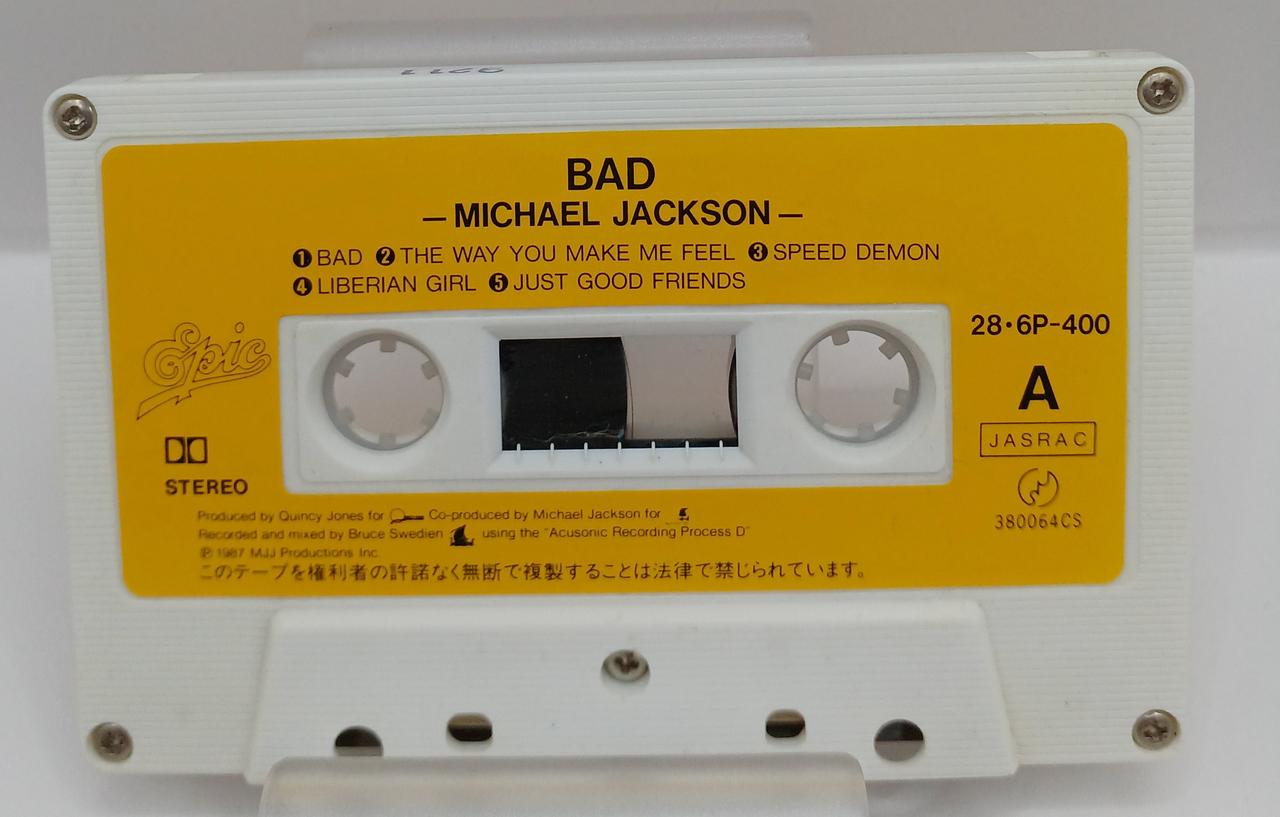 BAD
—MICHAEL JACKSON—
❶BAD ❷THE WAY YOU MAKE ME FEEL ❸SPEED DEMON
❹LIBERIAN GIRL ❺JUST GOOD FRIENDS
Epic
28・6P-400
A
JASRAC
STEREO
380064CS
Produced by Quincy Jones for Co-produced by Michael Jackson for
Recorded and mixed by Bruce Swedien using the "Acusonic Recording Process D"
Ⓟ 1987 MJJ Productions Inc.
このテープを権利者の許諾なく無断で複製することは法律で禁じられています。